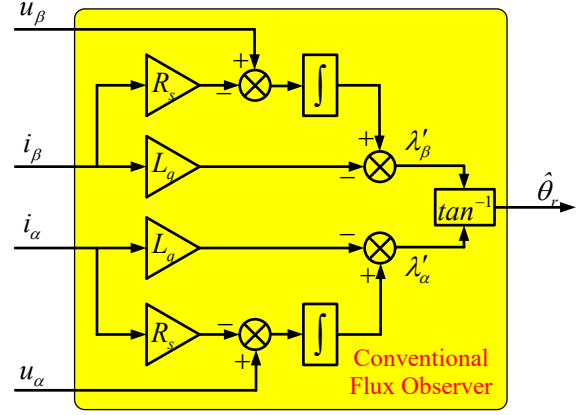 u_β
+
R_s
−
∫
i_β
+
λ′_β
L_q
−
θ̂_r
tan⁻¹
i_α
L_q
−
λ′_α
+
R_s
−
∫
+
u_α
Conventional
Flux Observer